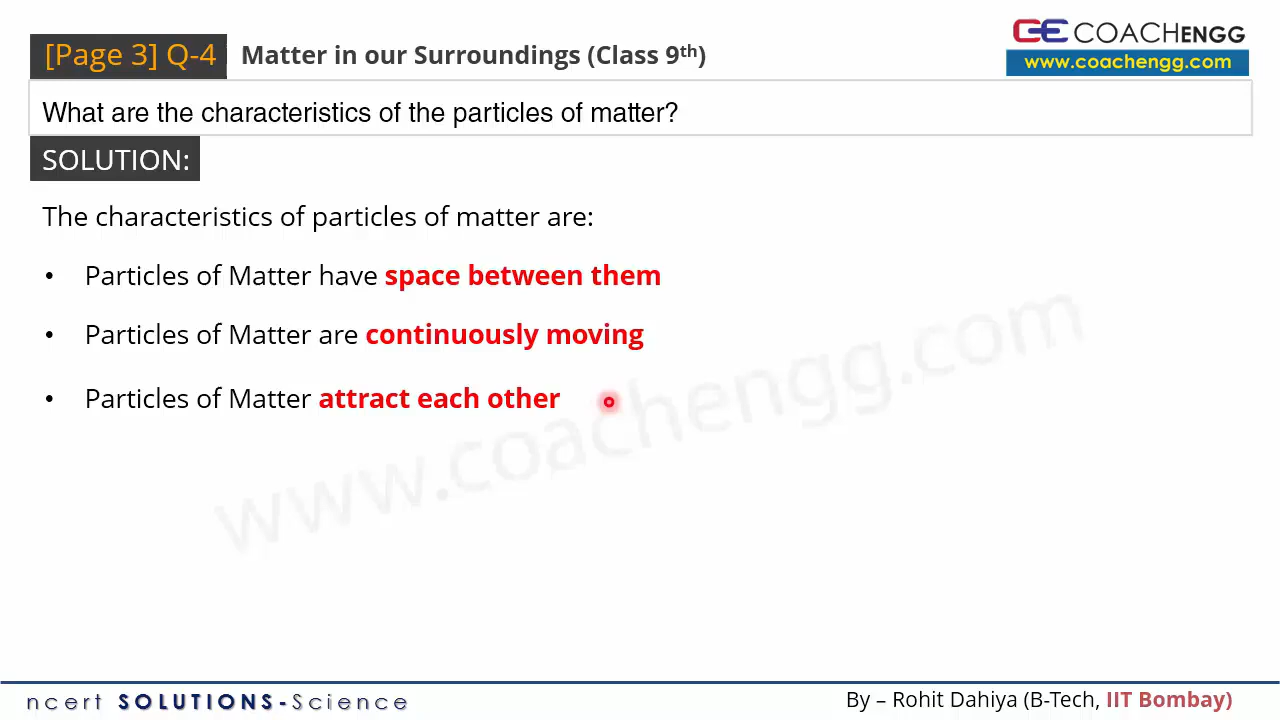 [Page 3] Q-4 Matter in our Surroundings (Class 9th)
GE COACHENGG
www.coachengg.com
What are the characteristics of the particles of matter?
SOLUTION:
The characteristics of particles of matter are:
• Particles of Matter have space between them
• Particles of Matter are continuously moving
• Particles of Matter attract each other
www.coachengg.com
ncert SOLUTIONS-Science
By – Rohit Dahiya (B-Tech, IIT Bombay)